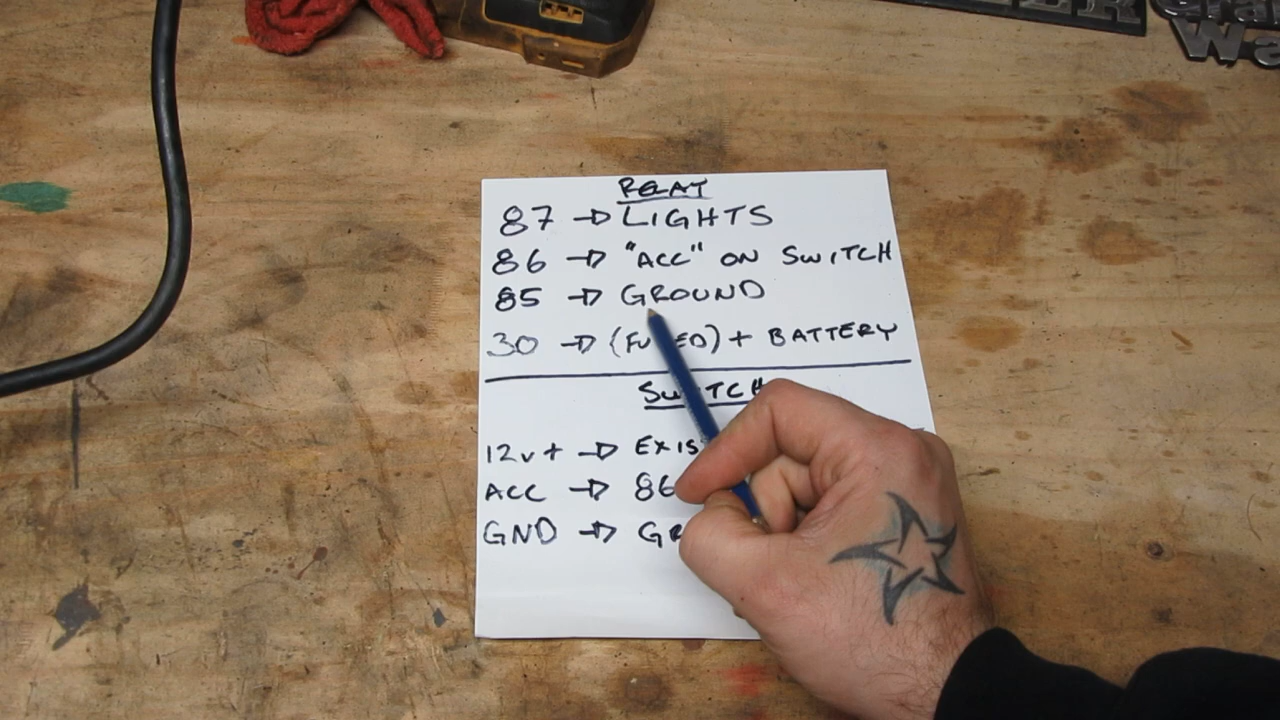 RELAY
87 → LIGHTS
86 → "ACC" ON SWITCH
85 → GROUND
30 → (FUSED) + BATTERY
SWITCH
12v+ → EXIS
ACC → 86
GND → GR